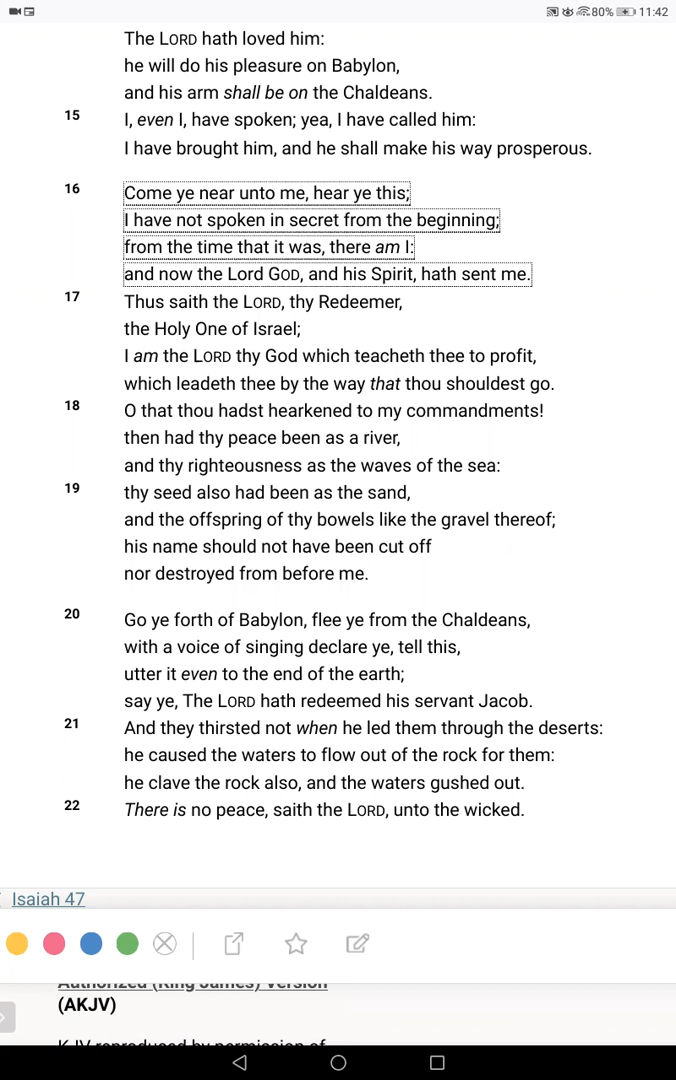 80% 11:42
The LORD hath loved him:
he will do his pleasure on Babylon,
and his arm shall be on the Chaldeans.
15 I, even I, have spoken; yea, I have called him:
I have brought him, and he shall make his way prosperous.
16 Come ye near unto me, hear ye this;
I have not spoken in secret from the beginning;
from the time that it was, there am I:
and now the Lord GOD, and his Spirit, hath sent me.
17 Thus saith the LORD, thy Redeemer,
the Holy One of Israel;
I am the LORD thy God which teacheth thee to profit,
which leadeth thee by the way that thou shouldest go.
18 O that thou hadst hearkened to my commandments!
then had thy peace been as a river,
and thy righteousness as the waves of the sea:
19 thy seed also had been as the sand,
and the offspring of thy bowels like the gravel thereof;
his name should not have been cut off
nor destroyed from before me.
20 Go ye forth of Babylon, flee ye from the Chaldeans,
with a voice of singing declare ye, tell this,
utter it even to the end of the earth;
say ye, The LORD hath redeemed his servant Jacob.
21 And they thirsted not when he led them through the deserts:
he caused the waters to flow out of the rock for them:
he clave the rock also, and the waters gushed out.
22 There is no peace, saith the LORD, unto the wicked.
Isaiah 47
Authorized (King James) Version
(AKJV)
KJV reproduced by permission of